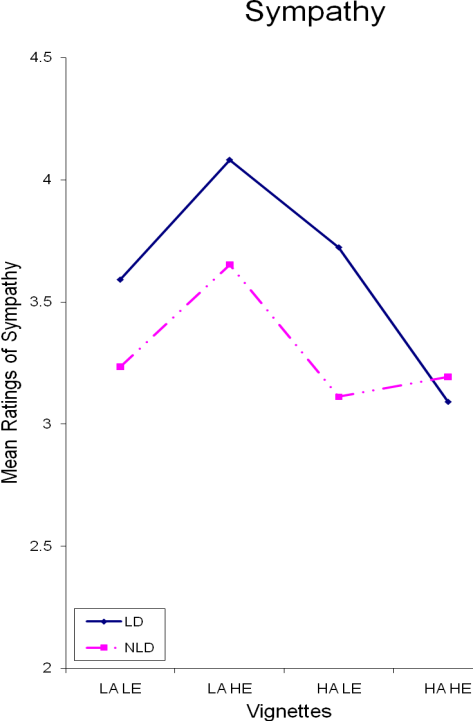 Sympathy
4.5
4
3.5
3
2.5
2
Mean Ratings of Sympathy
LD
NLD
LA LE LA HE HA LE HA HE
Vignettes